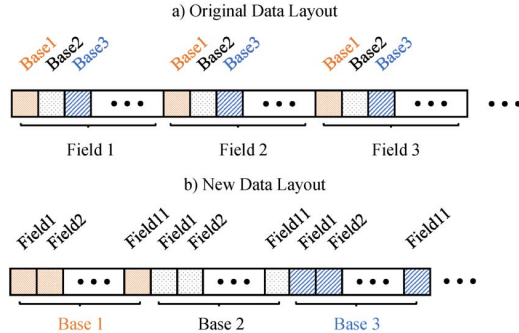 a) Original Data Layout
Base1 Base2 Base3 Base1 Base2 Base3 Base1 Base2 Base3
Field 1 Field 2 Field 3
b) New Data Layout
Field1 Field2 Field11 Field1 Field2 Field11 Field1 Field2 Field11
Base 1 Base 2 Base 3